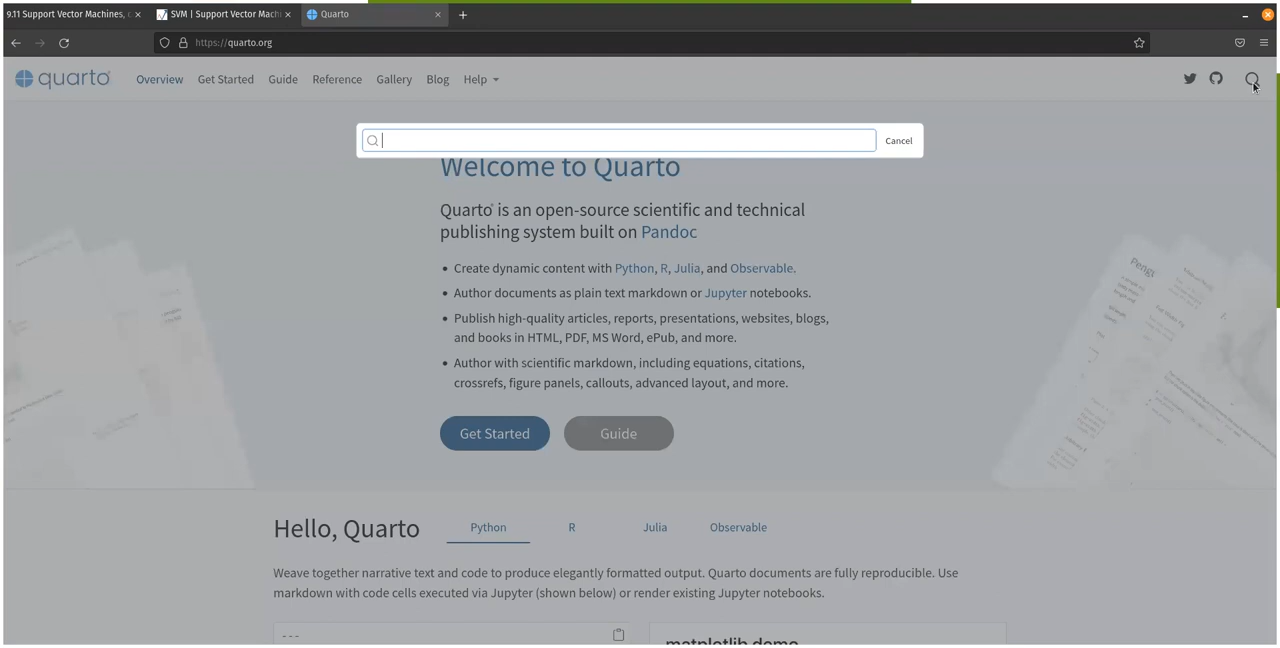 9.11 Support Vector Machines,
SVM | Support Vector Mach
Quarto
https://quarto.org
quarto
Overview
Get Started
Guide
Reference
Gallery
Blog
Help
Cancel
Welcome to Quarto
Quarto® is an open-source scientific and technical
publishing system built on Pandoc
• Create dynamic content with Python, R, Julia, and Observable.
• Author documents as plain text markdown or Jupyter notebooks.
• Publish high-quality articles, reports, presentations, websites, blogs,
and books in HTML, PDF, MS Word, ePub, and more.
• Author with scientific markdown, including equations, citations,
crossrefs, figure panels, callouts, advanced layout, and more.
Get Started
Guide
Hello, Quarto
Python
R
Julia
Observable
Weave together narrative text and code to produce elegantly formatted output. Quarto documents are fully reproducible. Use
markdown with code cells executed via Jupyter (shown below) or render existing Jupyter notebooks.
---
matplotlib demo